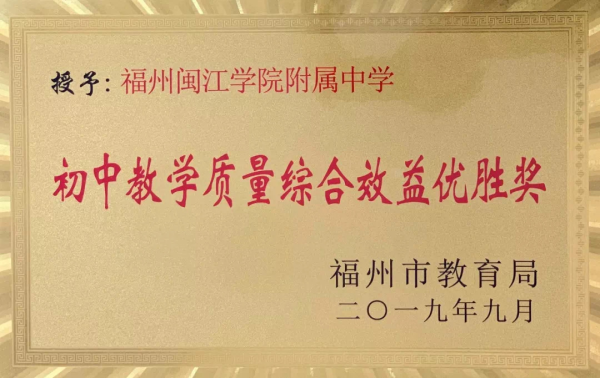 授予：福州闽江学院附属中学
初中教学质量综合效益优胜奖
福州市教育局
二〇一九年九月